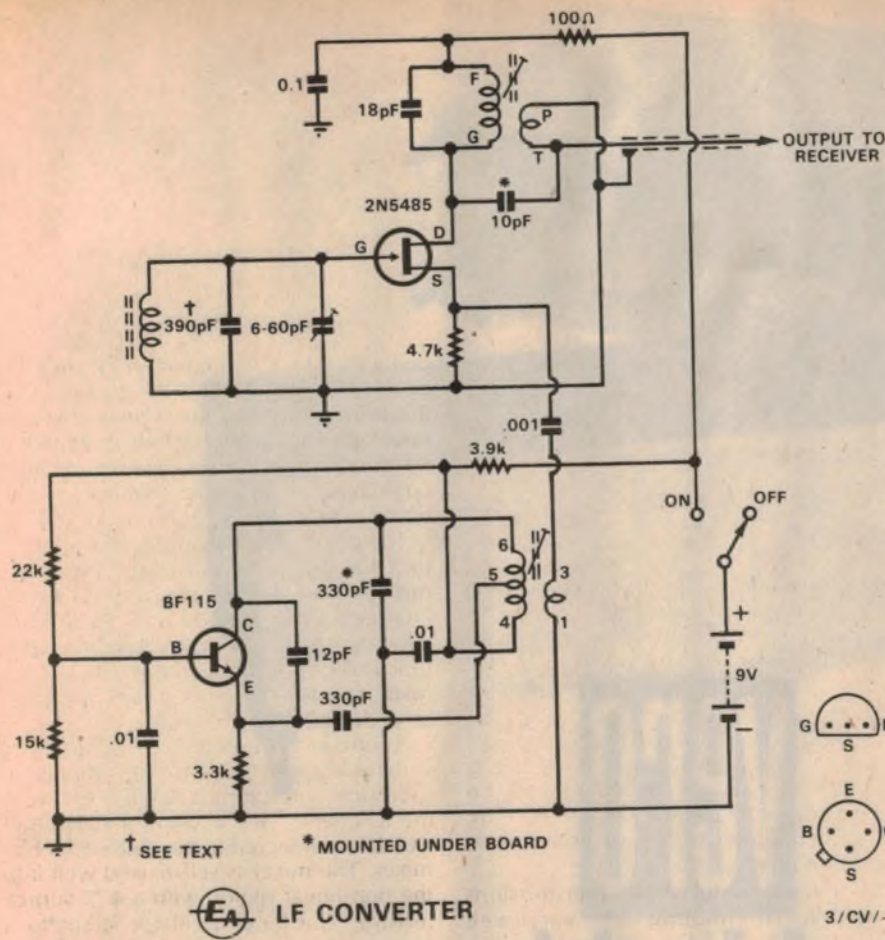 100Ω
0.1
18pF
F
G
P
T
OUTPUT TO
RECEIVER
*
10pF
2N5485
D
G
S
†
390pF
6-60pF
4.7k
.001
3.9k
ON
OFF
22k
BF115
C
B
E
*
330pF
12pF
330pF
.01
6
5
4
3
1
+
9V
−
15k
.01
3.3k
G
S
E
B
S
† SEE TEXT
* MOUNTED UNDER BOARD
EA LF CONVERTER
3/CV/-